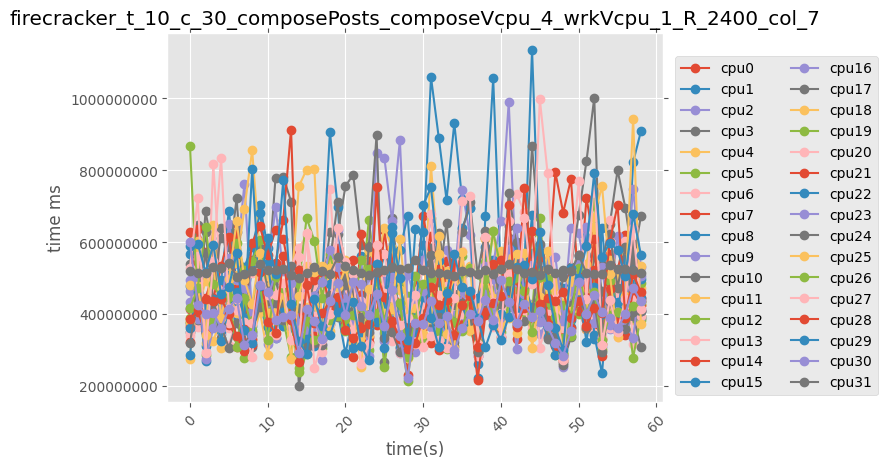 firecracker_t_10_c_30_composePosts_composeVcpu_4_wrkVcpu_1_R_2400_col_7
time ms
1000000000
800000000
600000000
400000000
200000000
0
10
20
30
40
50
60
time(s)
cpu0
cpu1
cpu2
cpu3
cpu4
cpu5
cpu6
cpu7
cpu8
cpu9
cpu10
cpu11
cpu12
cpu13
cpu14
cpu15
cpu16
cpu17
cpu18
cpu19
cpu20
cpu21
cpu22
cpu23
cpu24
cpu25
cpu26
cpu27
cpu28
cpu29
cpu30
cpu31